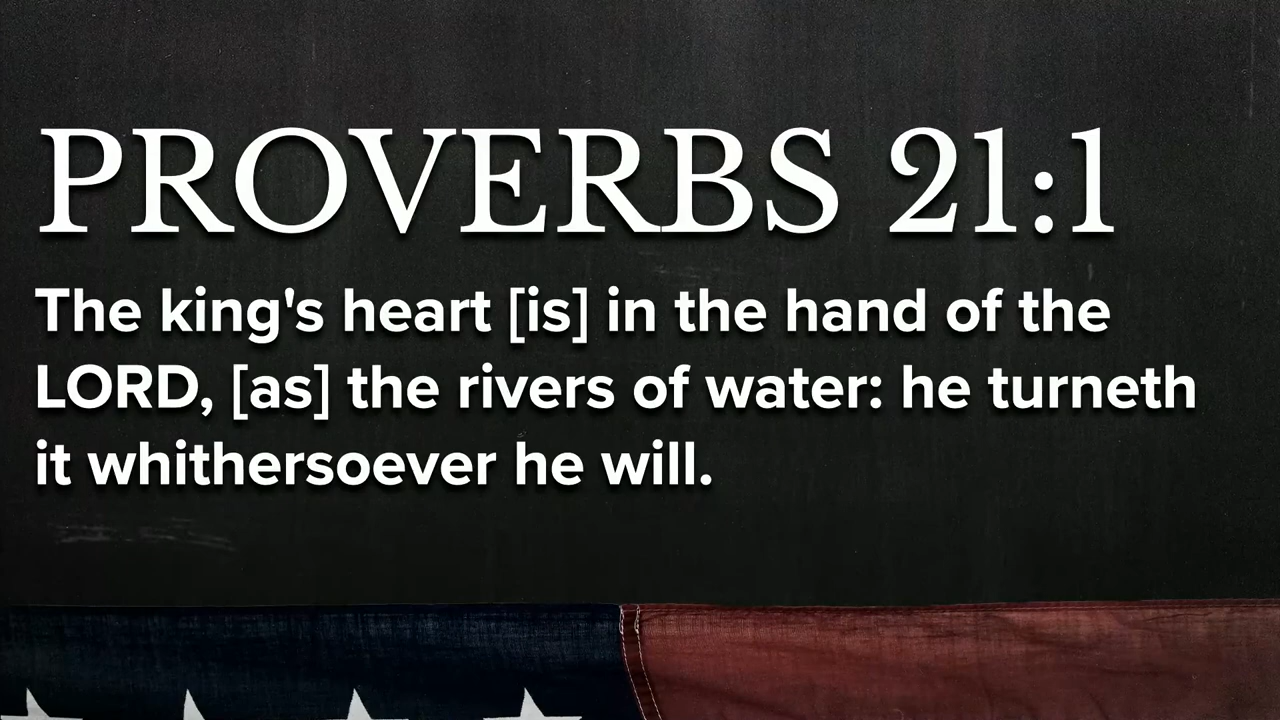 PROVERBS 21:1
The king's heart [is] in the hand of the
LORD, [as] the rivers of water: he turneth
it whithersoever he will.